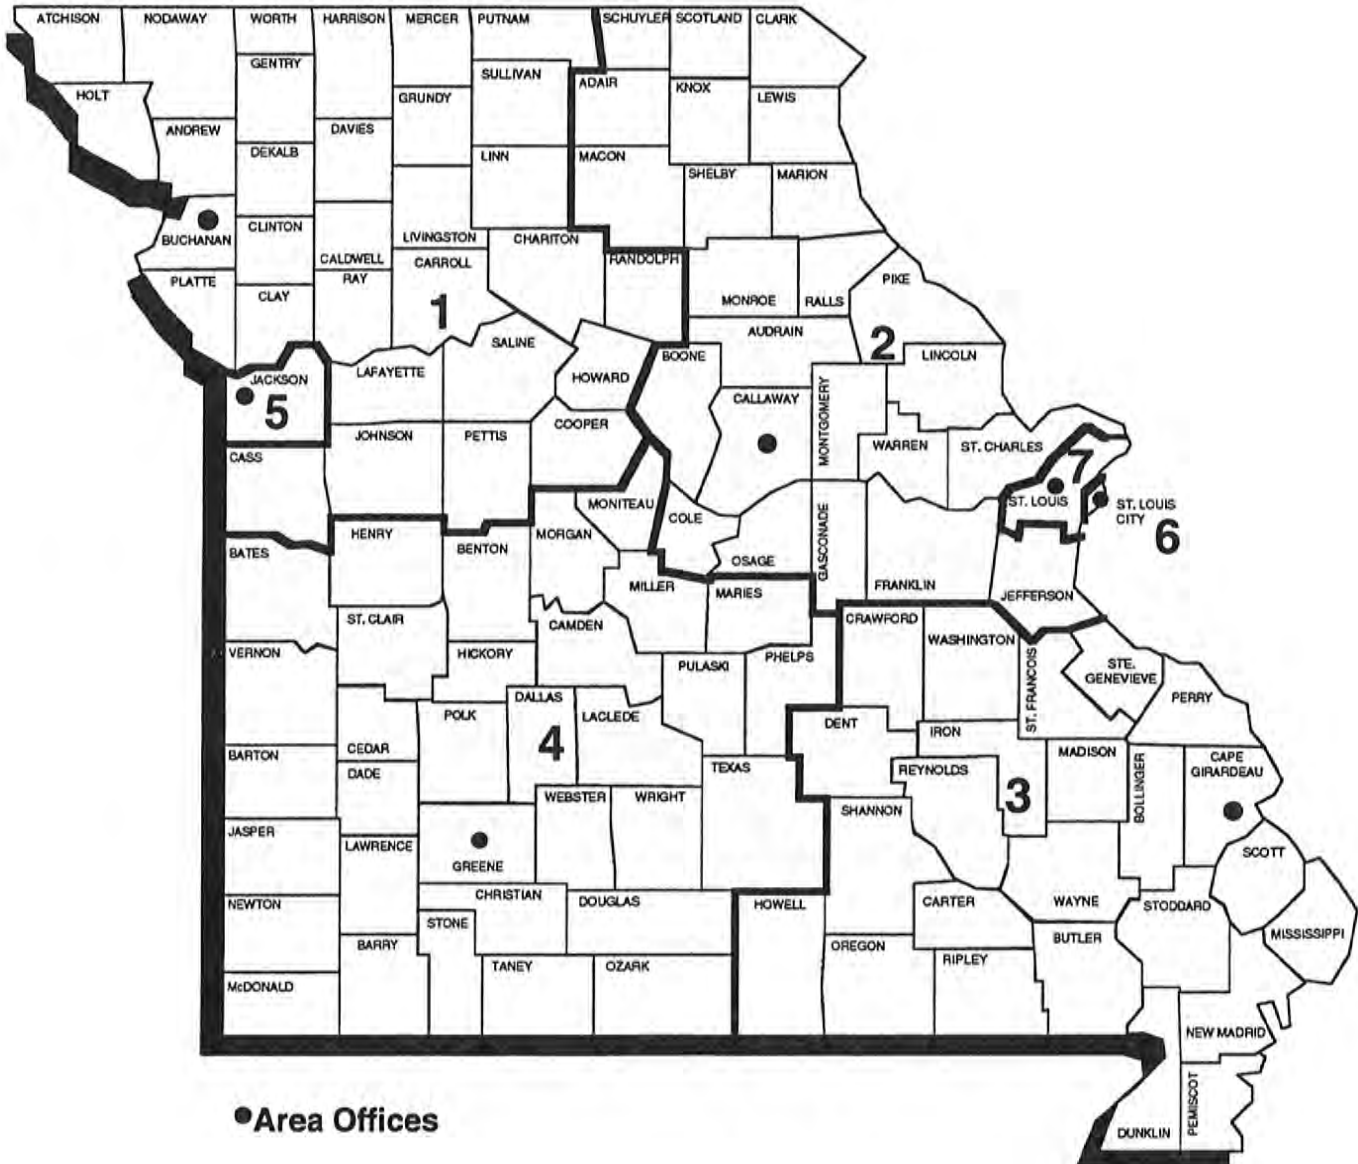 ATCHISON
NODAWAY
WORTH
HARRISON
MERCER
PUTNAM
SCHUYLER
SCOTLAND
CLARK
GENTRY
SULLIVAN
ADAIR
KNOX
HOLT
GRUNDY
LEWIS
ANDREW
DAVIES
DEKALB
LINN
MACON
SHELBY
MARION
BUCHANAN
CLINTON
LIVINGSTON
CHARITON
CALDWELL
CARROLL
RANDOLPH
PLATTE
CLAY
RAY
MONROE
RALLS
PIKE
1
AUDRAIN
2
SALINE
BOONE
LINCOLN
JACKSON
5
LAFAYETTE
HOWARD
CALLAWAY
MONTGOMERY
COOPER
JOHNSON
PETTIS
WARREN
ST. CHARLES
CASS
7
ST. LOUIS
ST. LOUIS
CITY
6
MONITEAU
COLE
GASCONADE
HENRY
MORGAN
BATES
BENTON
OSAGE
MILLER
MARIES
FRANKLIN
JEFFERSON
ST. CLAIR
CAMDEN
CRAWFORD
WASHINGTON
VERNON
HICKORY
PULASKI
PHELPS
ST. FRANCOIS
STE.
GENEVIEVE
PERRY
DALLAS
POLK
LACLEDE
DENT
IRON
4
CEDAR
BARTON
MADISON
BOLLINGER
CAPE
GIRARDEAU
DADE
TEXAS
REYNOLDS
3
WEBSTER
WRIGHT
SHANNON
JASPER
LAWRENCE
GREENE
SCOTT
CHRISTIAN
DOUGLAS
HOWELL
CARTER
WAYNE
STODDARD
NEWTON
STONE
MISSISSIPPI
BARRY
OREGON
BUTLER
TANEY
OZARK
RIPLEY
McDONALD
NEW MADRID
PEMISCOT
DUNKLIN
Area Offices